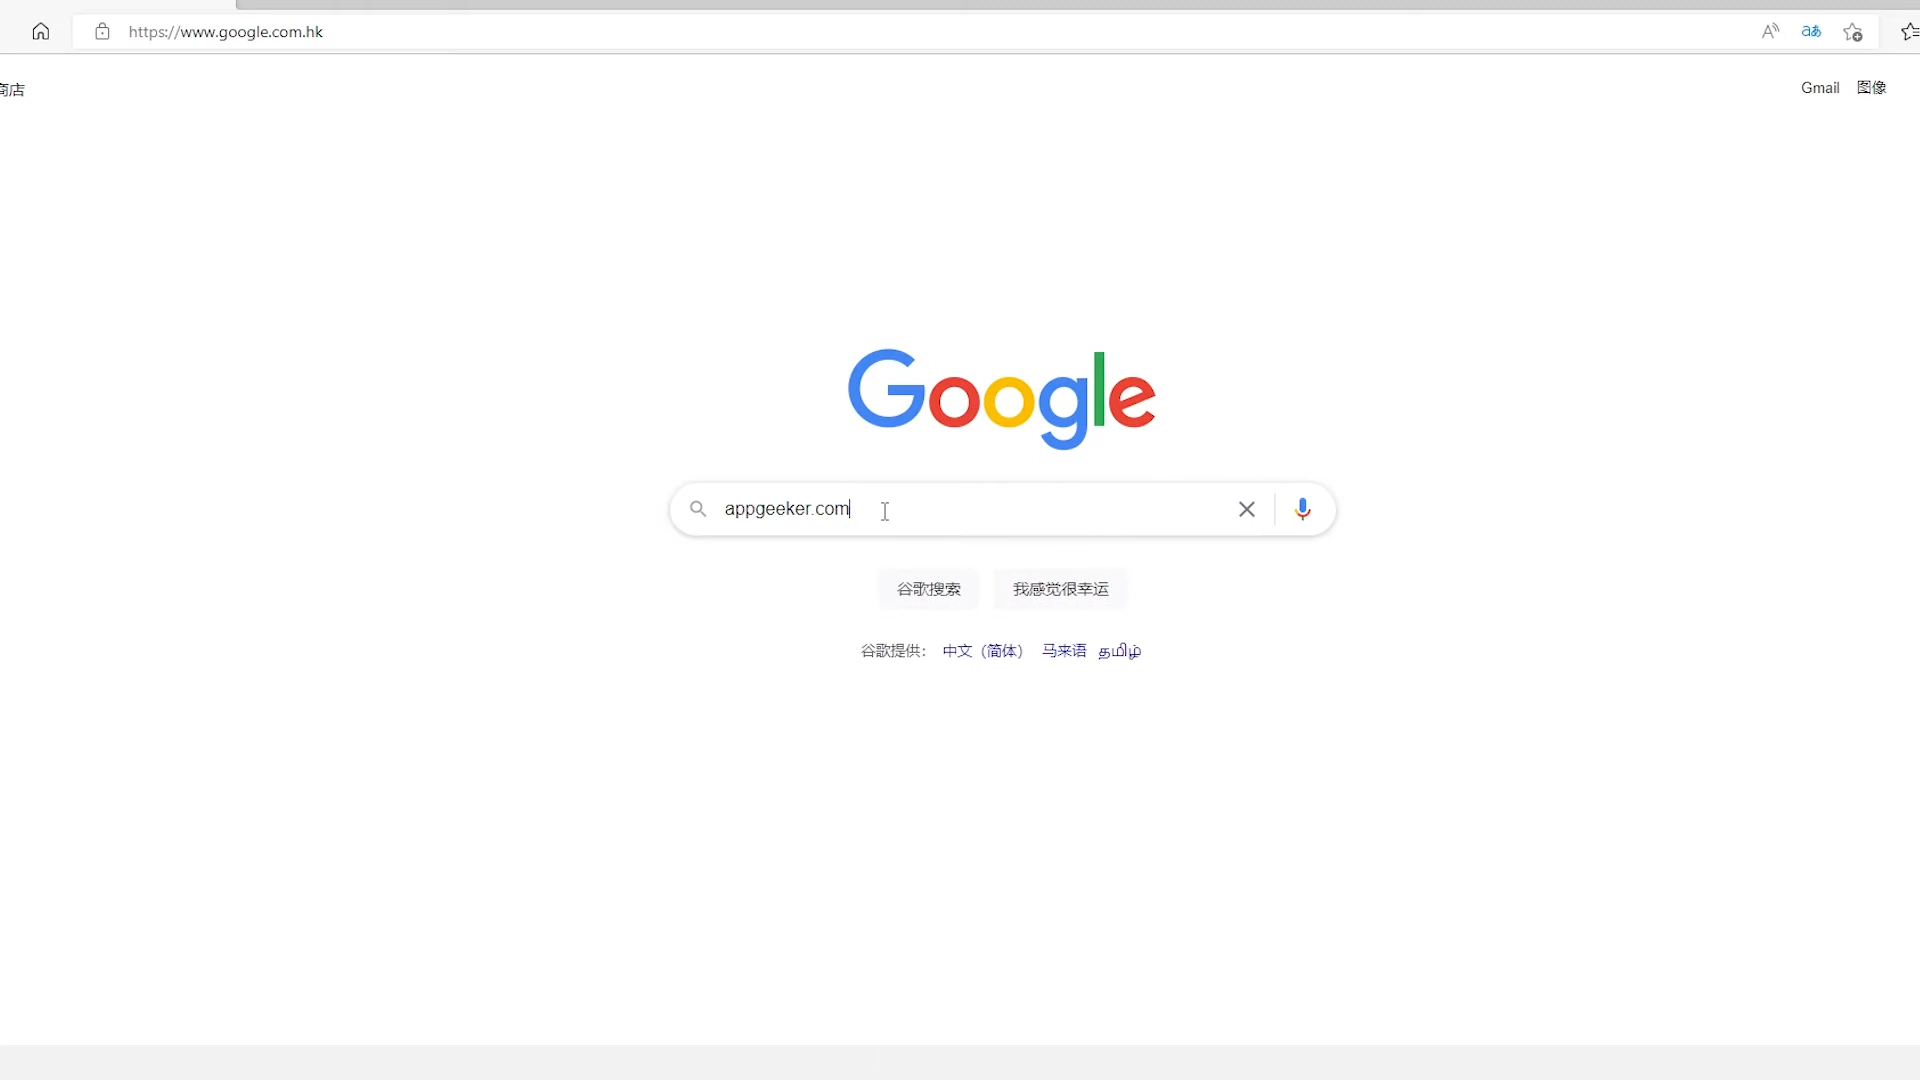 https://www.google.com.hk
商店
Gmail 图像
Google
appgeeker.com
谷歌搜索 我感觉很幸运
谷歌提供： 中文（简体） 马来语 தமிழ்